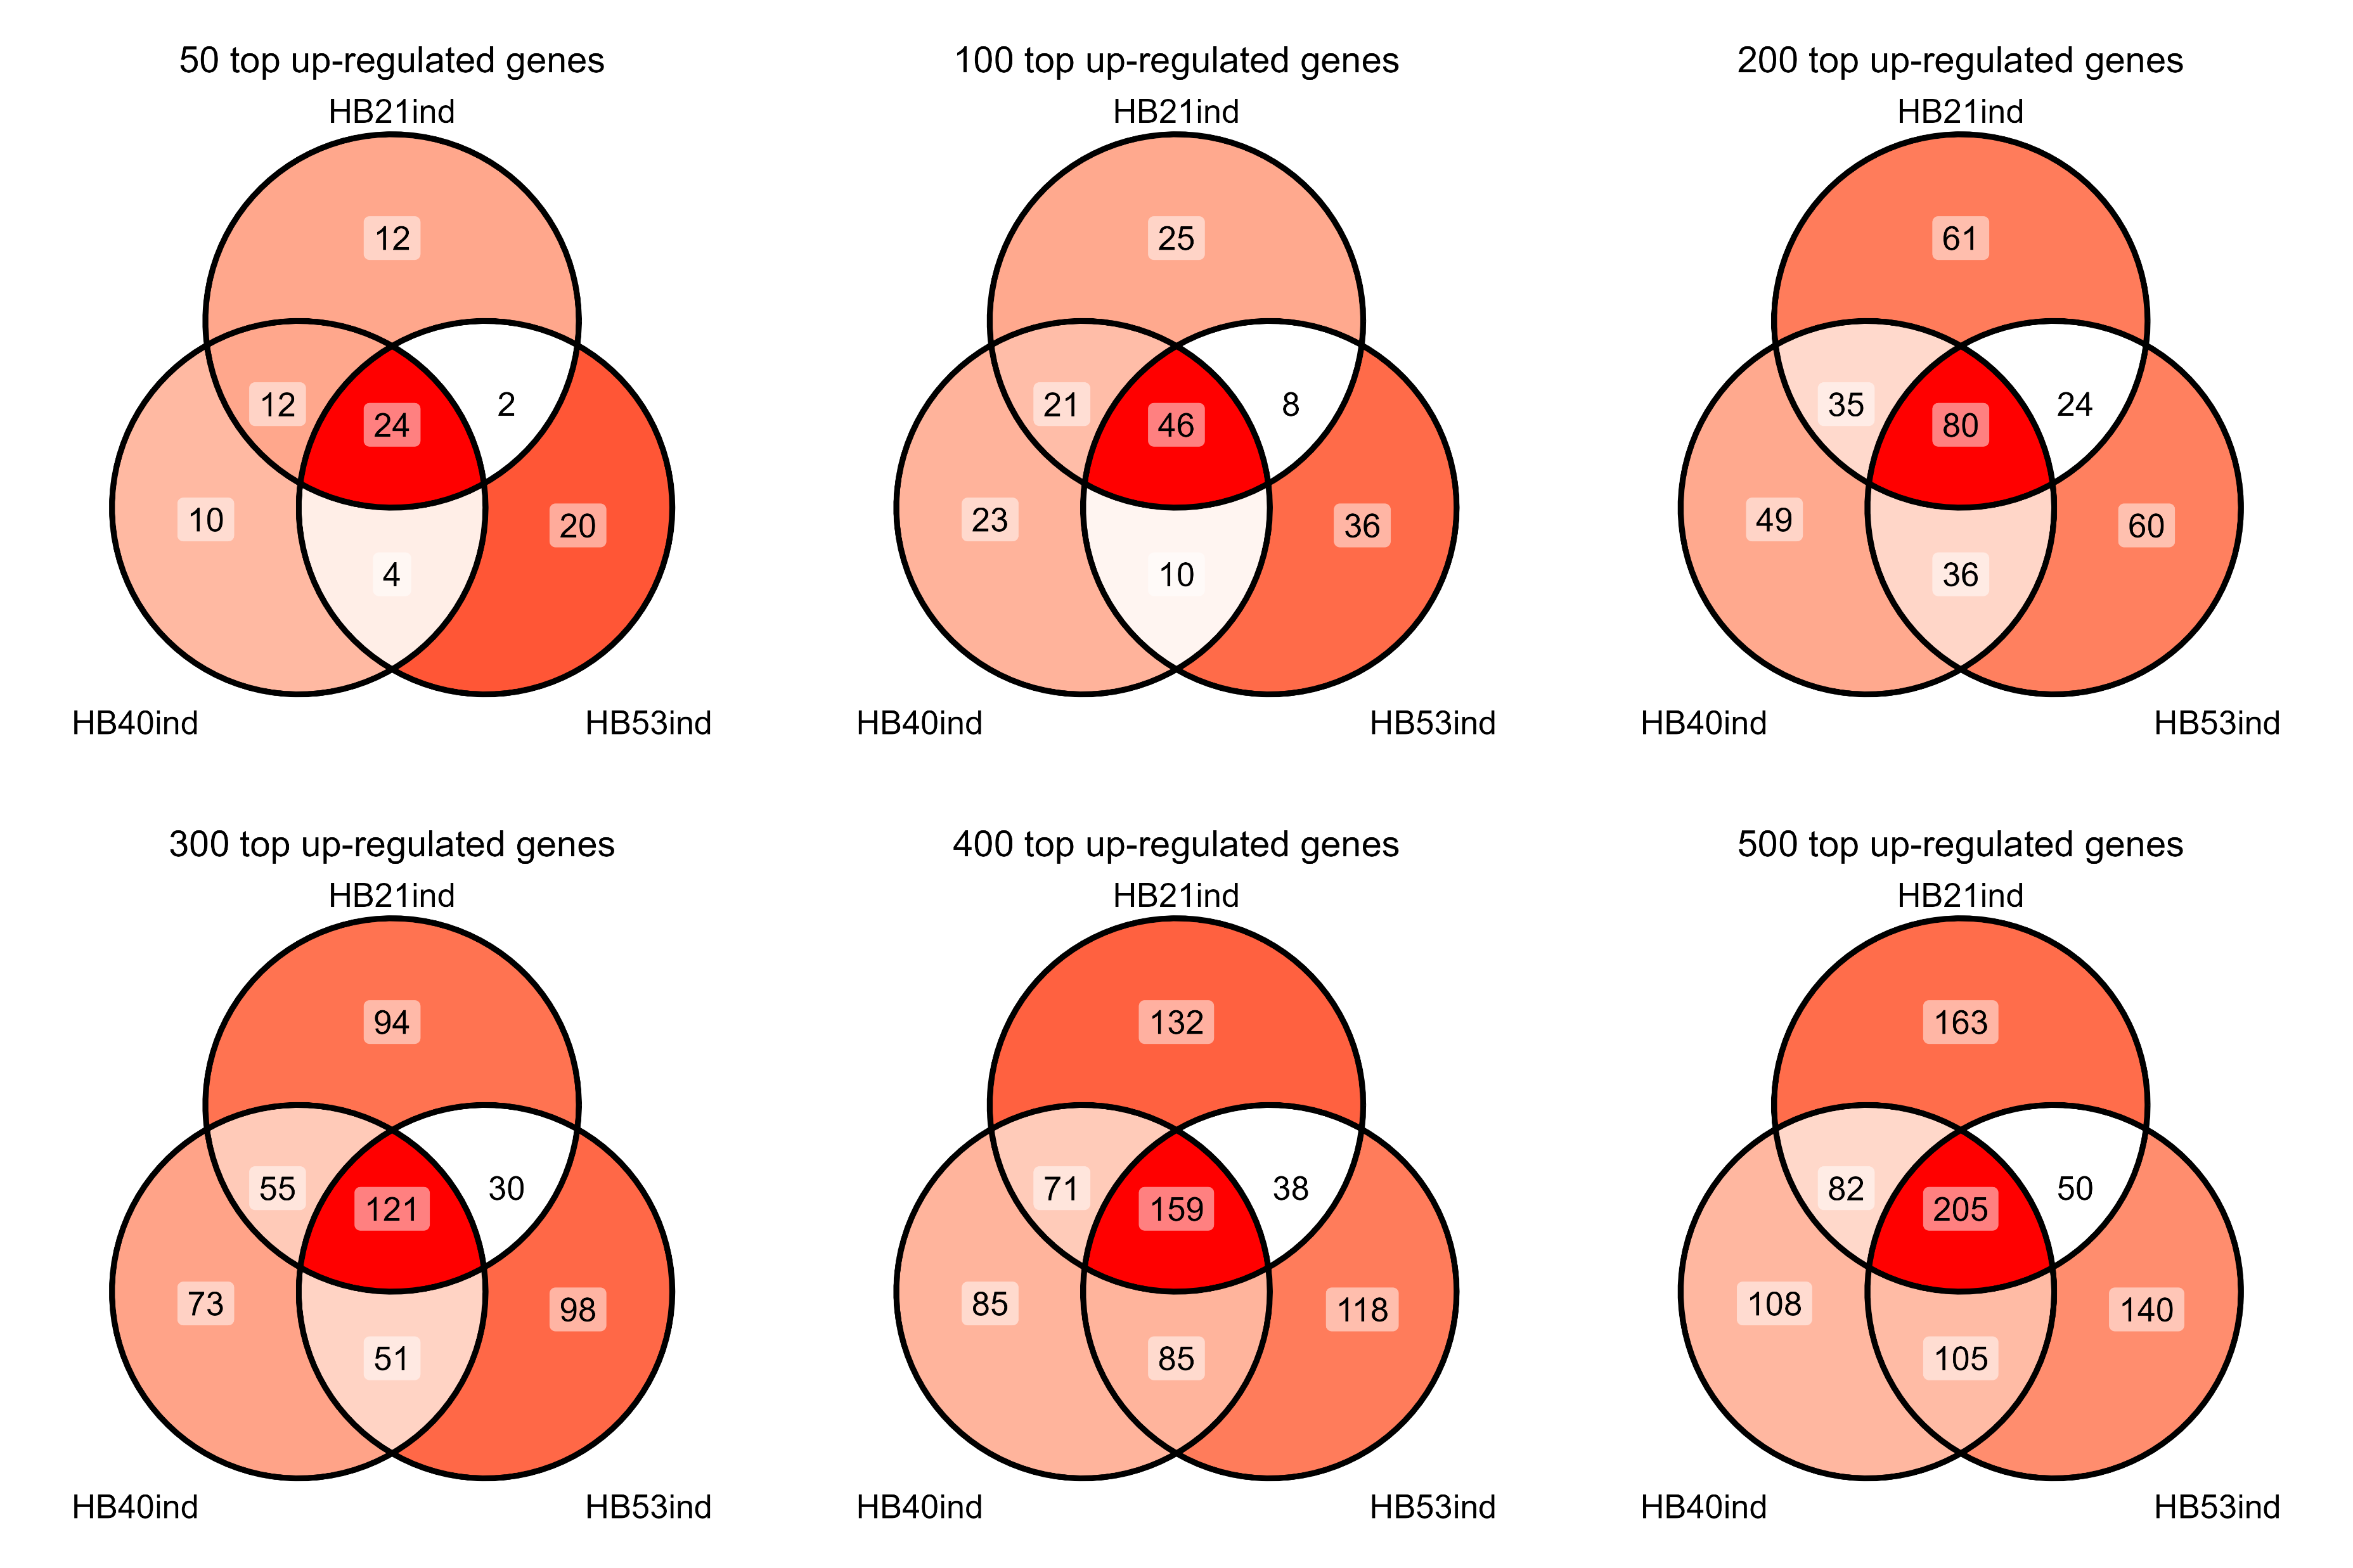 50 top up-regulated genes
HB21ind
12
12
24
2
10
20
4
HB40ind
HB53ind
100 top up-regulated genes
HB21ind
25
21
46
8
23
36
10
HB40ind
HB53ind
200 top up-regulated genes
HB21ind
61
35
80
24
49
60
36
HB40ind
HB53ind
300 top up-regulated genes
HB21ind
94
55
121
30
73
98
51
HB40ind
HB53ind
400 top up-regulated genes
HB21ind
132
71
159
38
85
118
85
HB40ind
HB53ind
500 top up-regulated genes
HB21ind
163
82
205
50
108
140
105
HB40ind
HB53ind